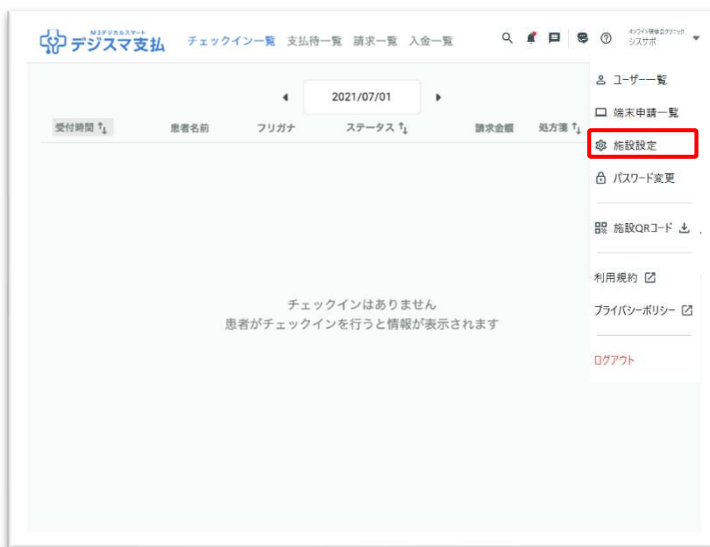 M3デジカルスマート
デジスマ支払
チェックイン一覧 支払待一覧 請求一覧 入金一覧
シスサポ
2021/07/01
受付時間 患者名前 フリガナ ステータス 請求金額 処方箋
チェックインはありません
患者がチェックインを行うと情報が表示されます
ユーザー一覧
端末申請一覧
施設設定
パスワード変更
施設QRコード
利用規約
プライバシーポリシー
ログアウト